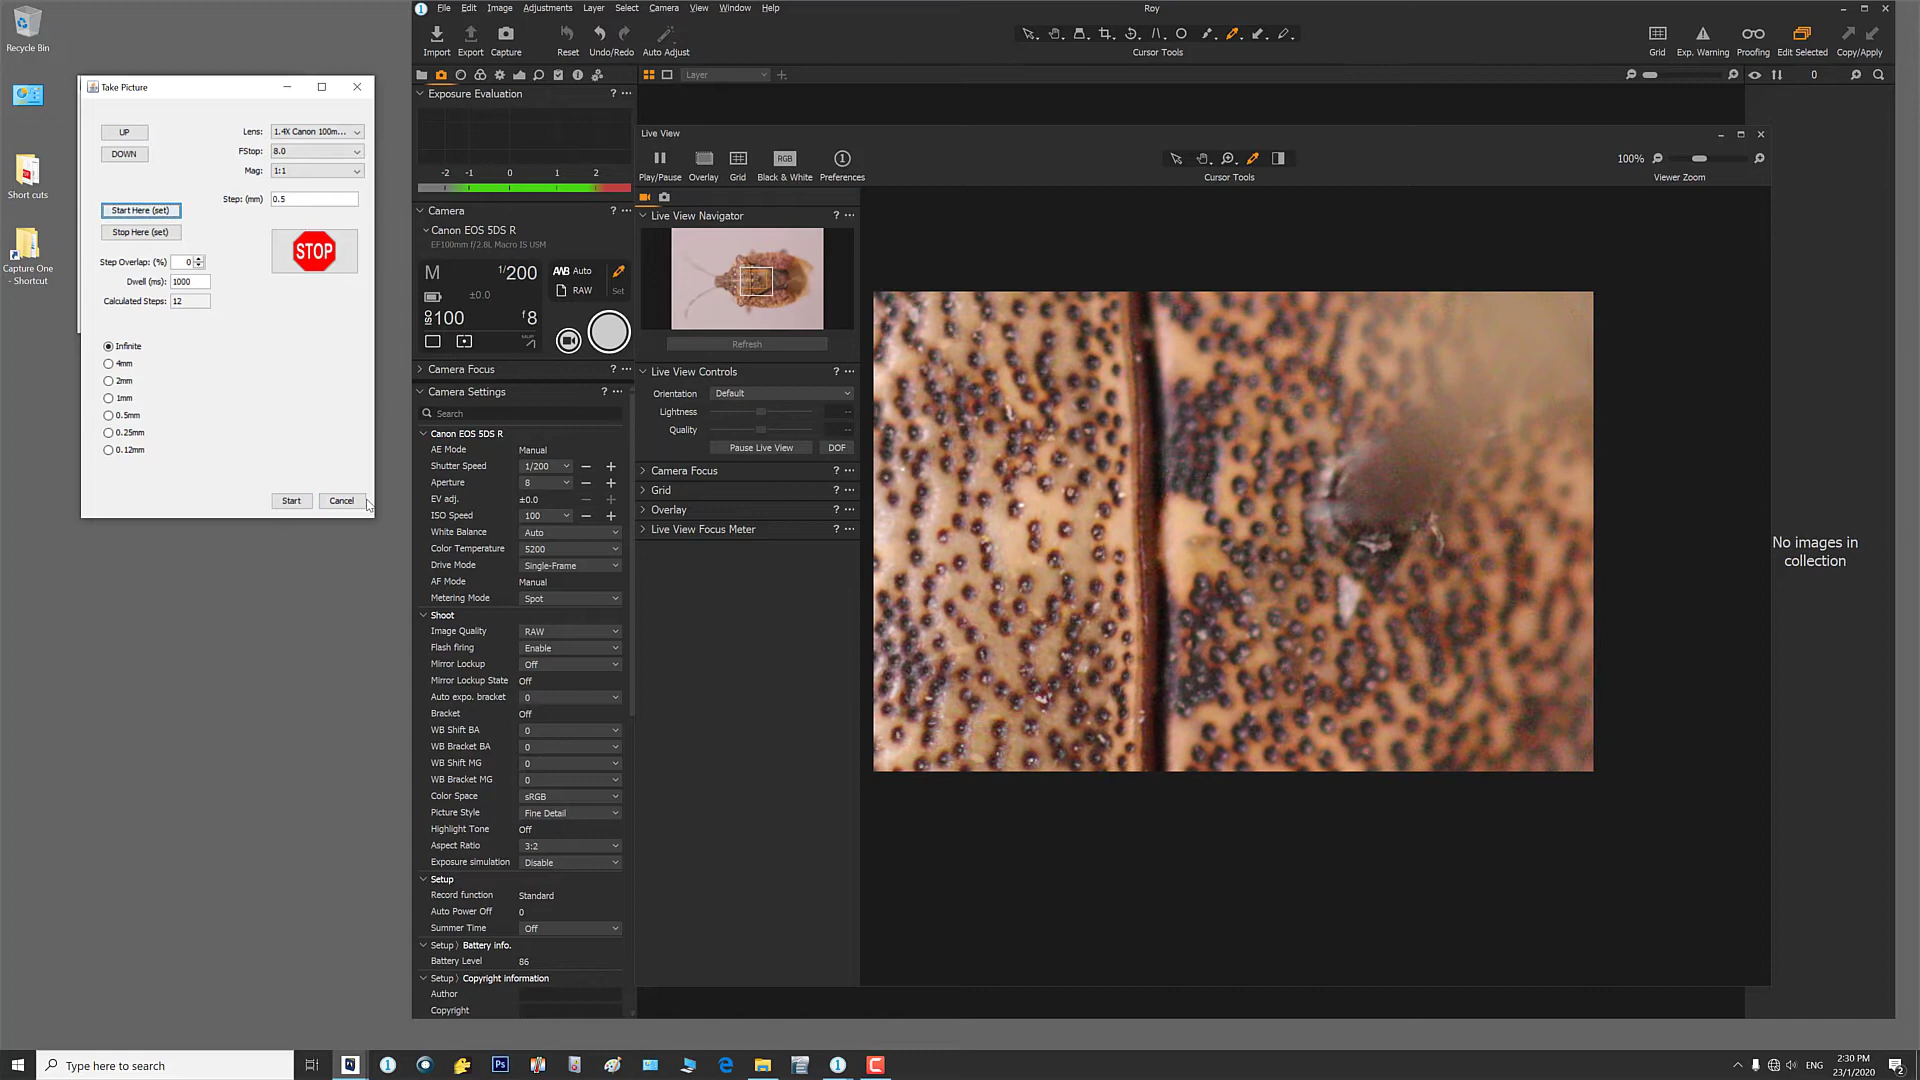 Recycle Bin
Short cuts
Capture One
- Shortcut
Take Picture
UP
DOWN
Lens: 1.4X Canon 100m...
FStop: 8.0
Mag: 1:1
Step: (mm) 0.5
Start Here (set)
Stop Here (set)
STOP
Step Overlap: (%) 0
Dwell (ms): 1000
Calculated Steps: 12
Infinite
4mm
2mm
1mm
0.5mm
0.25mm
0.12mm
Start Cancel
File Edit Image Adjustments Layer Select Camera View Window Help
Roy
Import Export Capture Reset Undo/Redo Auto Adjust
Cursor Tools
Grid Exp. Warning Proofing Edit Selected Copy/Apply
Layer
0
Exposure Evaluation ? ...
-2 -1 0 1 2
Camera ? ...
Canon EOS 5DS R
EF100mm f/2.8L Macro IS USM
M 1/200 AWB Auto
±0.0 RAW Set
ISO 100 f8
Camera Focus ? ...
Camera Settings ? ...
Search
Canon EOS 5DS R
AE Mode Manual
Shutter Speed 1/200 − +
Aperture 8 − +
EV adj. ±0.0 − +
ISO Speed 100 − +
White Balance Auto
Color Temperature 5200
Drive Mode Single-Frame
AF Mode Manual
Metering Mode Spot
Shoot
Image Quality RAW
Flash firing Enable
Mirror Lockup Off
Mirror Lockup State Off
Auto expo. bracket 0
Bracket Off
WB Shift BA 0
WB Bracket BA 0
WB Shift MG 0
WB Bracket MG 0
Color Space sRGB
Picture Style Fine Detail
Highlight Tone Off
Aspect Ratio 3:2
Exposure simulation Disable
Setup
Record function Standard
Auto Power Off 0
Summer Time Off
Setup › Battery info.
Battery Level 86
Setup › Copyright information
Author
Copyright
Live View
Play/Pause Overlay Grid RGB Black & White Preferences
Cursor Tools
100%
Viewer Zoom
Live View Navigator ? ...
Refresh
Live View Controls ? ...
Orientation Default
Lightness --
Quality --
Pause Live View DOF
Camera Focus ? ...
Grid ? ...
Overlay ? ...
Live View Focus Meter ? ...
No images in
collection
Type here to search
Ps
ENG
2:30 PM
23/1/2020
2